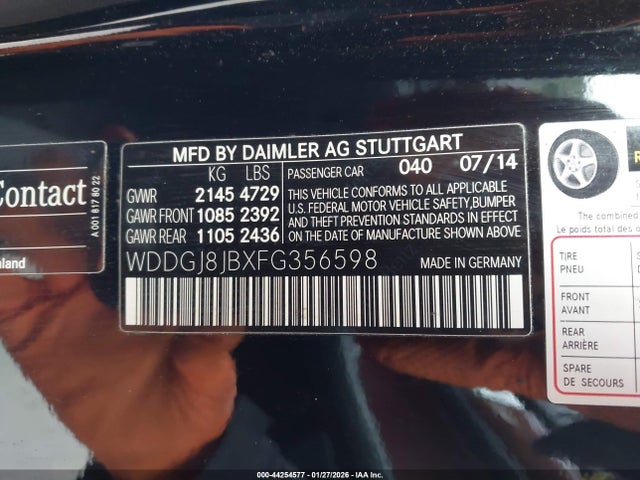 Contact
A 001 817 80 22
MFD BY DAIMLER AG STUTTGART
KG LBS
GVWR 2145 4729
GAWR FRONT 1085 2392
GAWR REAR 1105 2436
PASSENGER CAR 040 07/14
THIS VEHICLE CONFORMS TO ALL APPLICABLE
U.S. FEDERAL MOTOR VEHICLE SAFETY,BUMPER
AND THEFT PREVENTION STANDARDS IN EFFECT
ON THE DATE OF MANUFACTURE SHOWN ABOVE.
WDDGJ8JBXFG356598 MADE IN GERMANY
The combined
Le poids total des
TIRE
PNEU
FRONT
AVANT
REAR
ARRIÈRE
SPARE
DE SECOURS
000-44254577 — 01/27/2026 — IAA Inc.